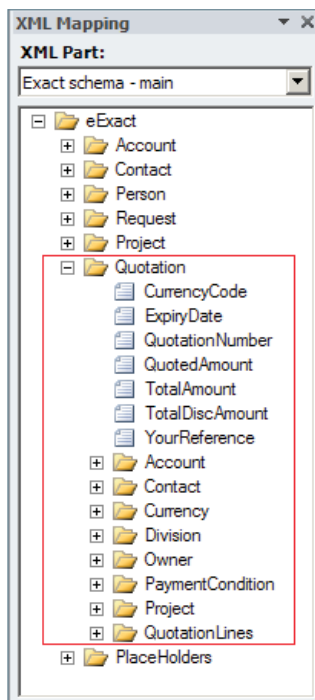 XML Mapping
XML Part:
Exact schema - main
eExact
Account
Contact
Person
Request
Project
Quotation
CurrencyCode
ExpiryDate
QuotationNumber
QuotedAmount
TotalAmount
TotalDiscAmount
YourReference
Account
Contact
Currency
Division
Owner
PaymentCondition
Project
QuotationLines
PlaceHolders